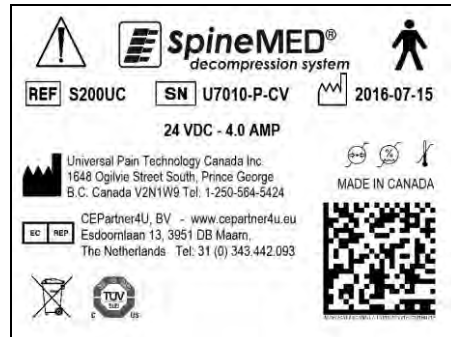 SpineMED®
decompression system
REF S200UC SN U7010-P-CV 2016-07-15
24 VDC - 4.0 AMP
Universal Pain Technology Canada Inc.
1648 Ogilvie Street South, Prince George
B.C. Canada V2N1W9 Tel: 1-250-564-5424
MADE IN CANADA
EC REP
CEPartner4U, BV - www.cepartner4u.eu
Esdoornlaan 13, 3951 DB Maarn,
The Netherlands Tel: 31 (0) 343.442.093
TÜV
C US